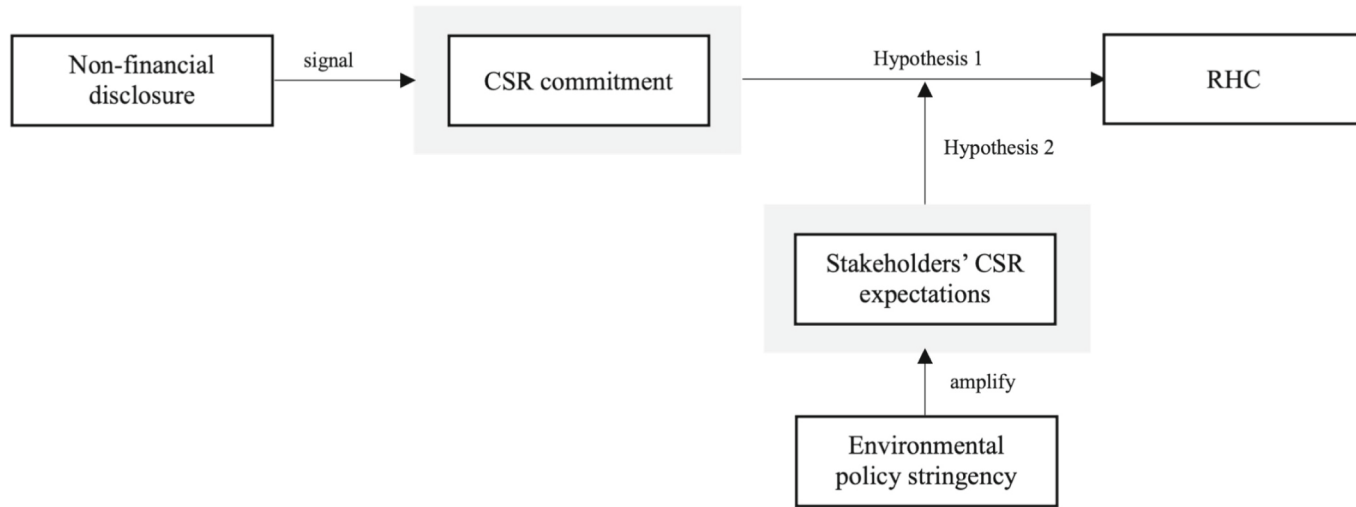 Non-financial
disclosure
signal
CSR commitment
Hypothesis 1
RHC
Hypothesis 2
Stakeholders’ CSR
expectations
amplify
Environmental
policy stringency